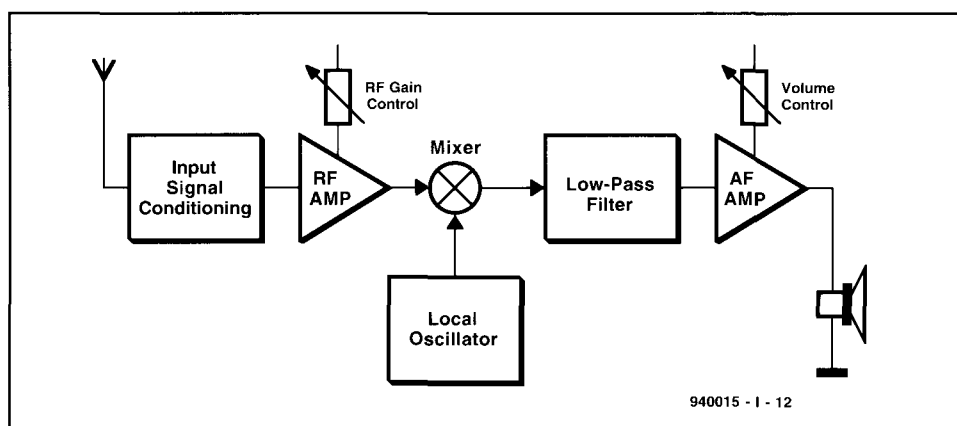 RF Gain
Control
Volume
Control
Mixer
Input
Signal
Conditioning
RF
AMP
Low-Pass
Filter
AF
AMP
Local
Oscillator
940015 - I - 12